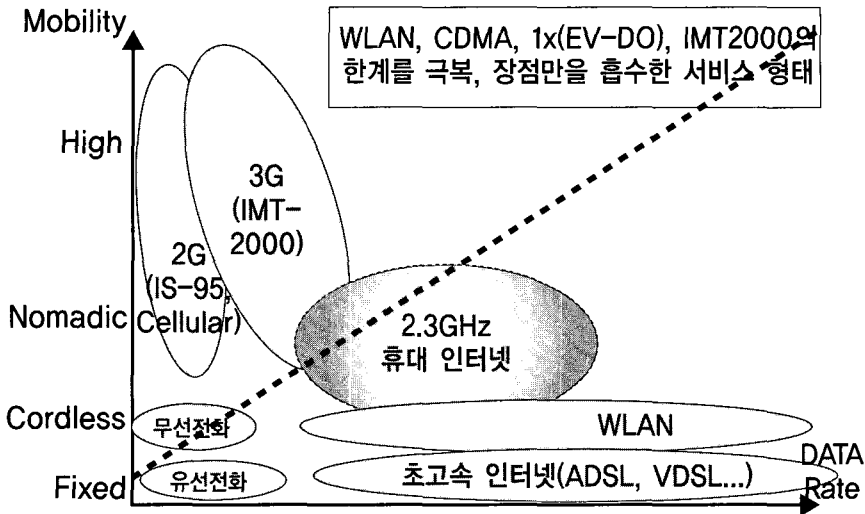 Mobility
WLAN, CDMA, 1x(EV-DO), IMT2000의
한계를 극복, 장점만을 흡수한 서비스 형태
High
3G
(IMT-
2000)
2G
(IS-95,
Cellular)
Nomadic
2.3GHz
휴대 인터넷
Cordless
무선전화
WLAN
Fixed
유선전화
초고속 인터넷(ADSL, VDSL...)
DATA
Rate